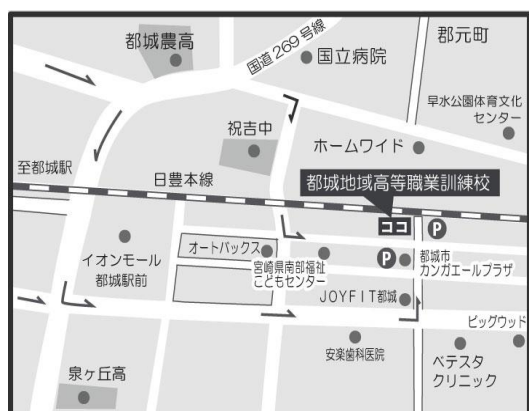 都城農高
国道269号線
国立病院
郡元町
早水公園体育文化
センター
祝吉中
ホームワイド
至都城駅
日豊本線
都城地域高等職業訓練校
ココ
P
イオンモール
都城駅前
オートバックス
宮崎県南部福祉
こどもセンター
P
都城市
カンガエールプラザ
JOYFIT都城
ビッグウッド
安楽歯科医院
ベテスタ
クリニック
泉ヶ丘高